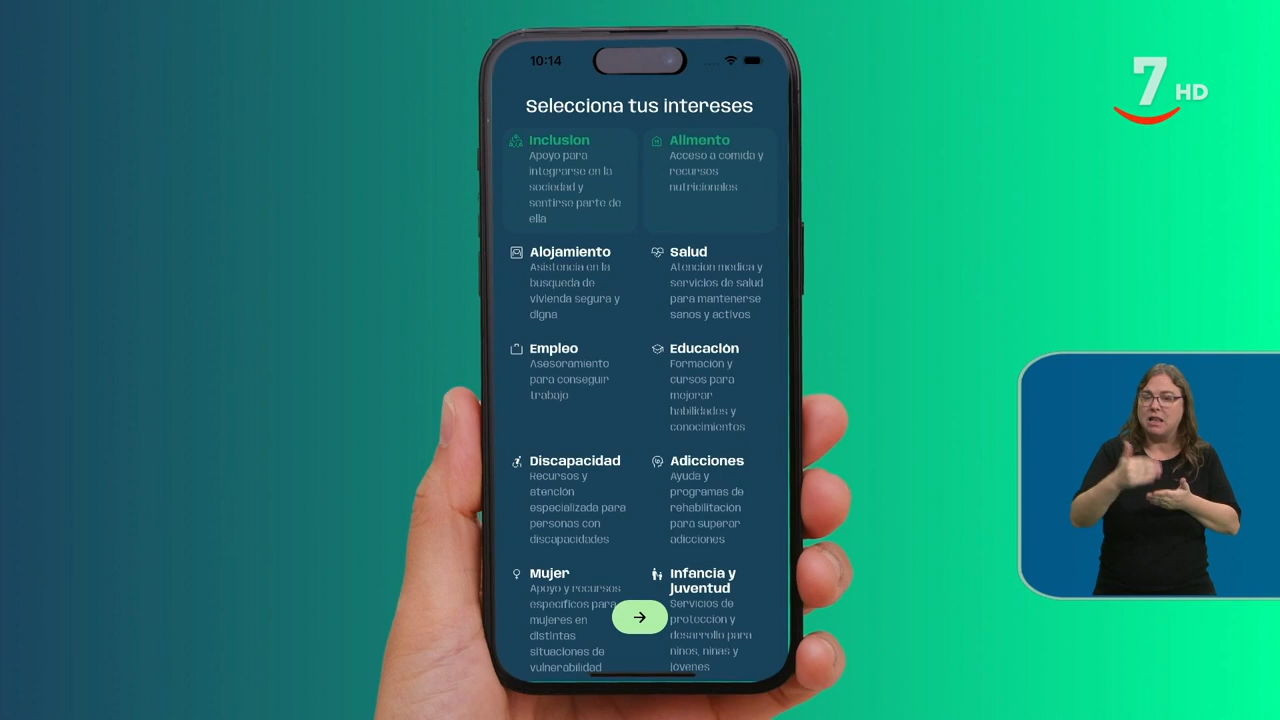 10:14
7 HD
Selecciona tus intereses
Inclusion
Apoyo para
integrarse en la
sociedad y
sentirse parte de
ella
Alimento
Acceso a comida y
recursos
nutricionales
Alojamiento
Asistencia en la
busqueda de
vivienda segura y
digna
Salud
Atencion medica y
servicios de salud
para mantenerse
sanos y activos
Empleo
Asesoramiento
para conseguir
trabajo
Educación
Formación y
cursos para
mejorar
habilidades y
conocimientos
Discapacidad
Recursos y
atención
especializada para
personas con
discapacidades
Adicciones
Ayuda y
programas de
rehabilitación
para superar
adicciones
Mujer
Apoyo y recursos
específicos para
mujeres en
distintas
situaciones de
vulnerabilidad
Infancia y
juventud
Servicios de
protección y
desarrollo para
niños, niñas y
jóvenes